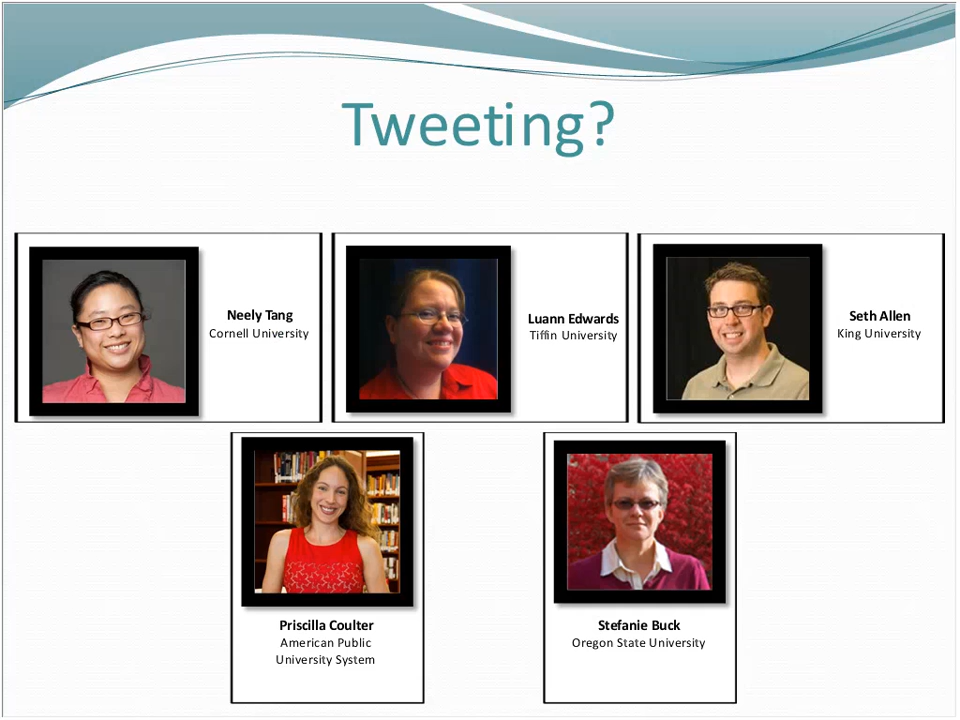 Tweeting?
Neely Tang
Cornell University
Luann Edwards
Tiffin University
Seth Allen
King University
Priscilla Coulter
American Public
University System
Stefanie Buck
Oregon State University